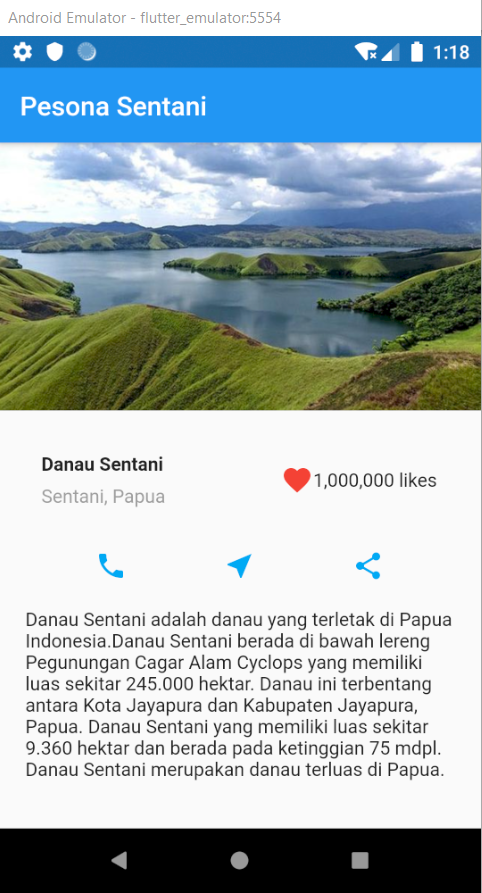 Android Emulator - flutter_emulator:5554
1:18
Pesona Sentani
Danau Sentani
Sentani, Papua
1,000,000 likes
Danau Sentani adalah danau yang terletak di Papua
Indonesia.Danau Sentani berada di bawah lereng
Pegunungan Cagar Alam Cyclops yang memiliki
luas sekitar 245.000 hektar. Danau ini terbentang
antara Kota Jayapura dan Kabupaten Jayapura,
Papua. Danau Sentani yang memiliki luas sekitar
9.360 hektar dan berada pada ketinggian 75 mdpl.
Danau Sentani merupakan danau terluas di Papua.